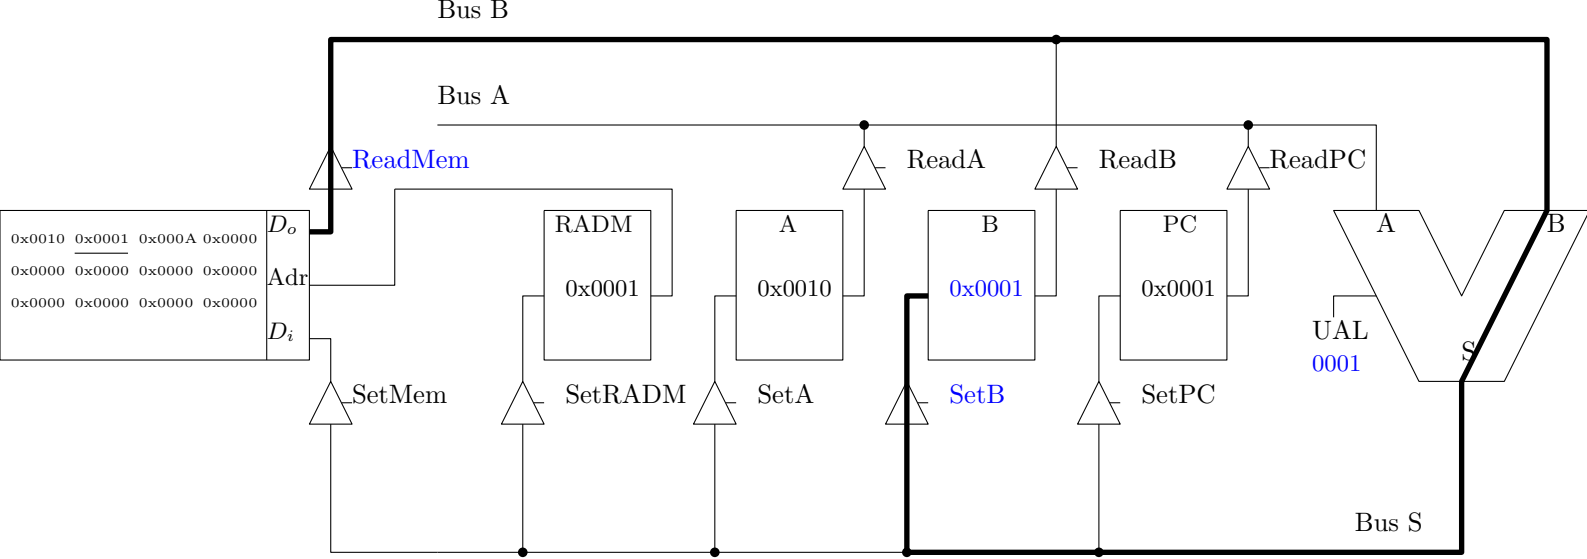 Bus B
Bus A
ReadMem ReadA ReadB ReadPC
Do RADM A B PC A B
0x0010 0x0001 0x000A 0x0000
0x0000 0x0000 0x0000 0x0000
Adr
0x0001 0x0010 0x0001 0x0001
0x0000 0x0000 0x0000 0x0000
Di UAL
S
0001
SetMem SetRADM SetA SetB SetPC
Bus S